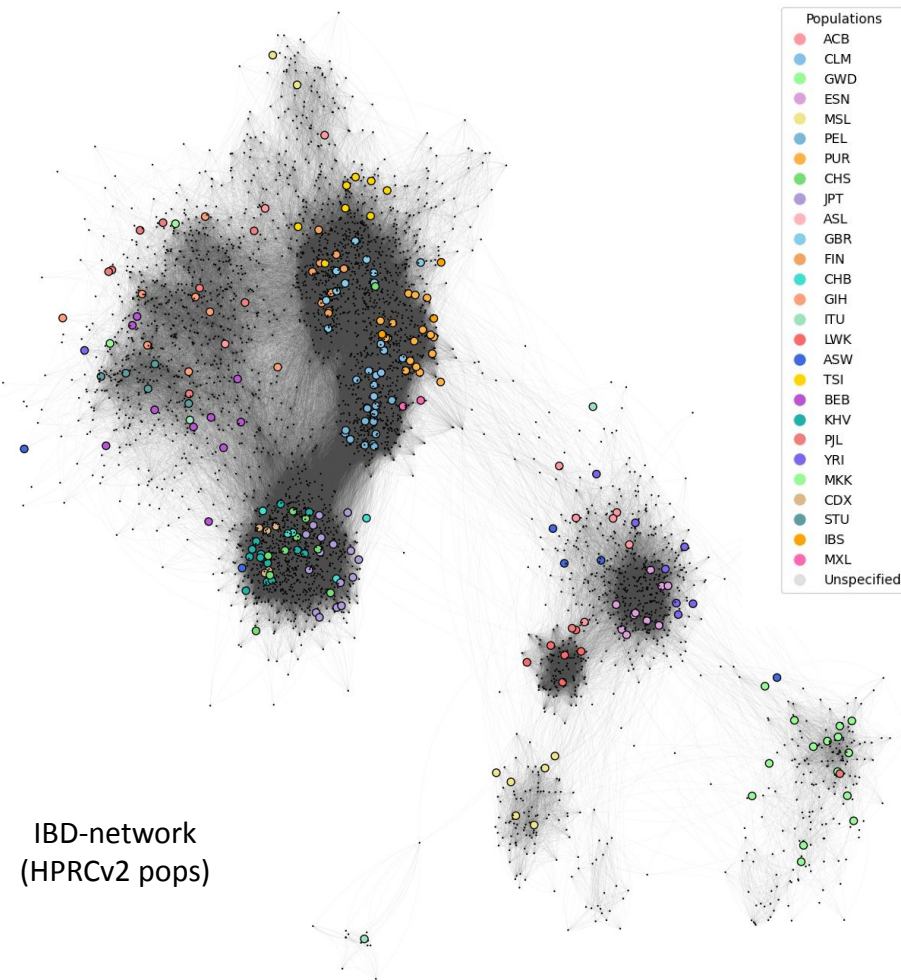 Populations
ACB
CLM
GWD
ESN
MSL
PEL
PUR
CHS
JPT
ASL
GBR
FIN
CHB
GIH
ITU
LWK
ASW
TSI
BEB
KHV
PJL
YRI
MKK
CDX
STU
IBS
MXL
Unspecified
IBD-network
(HPRCv2 pops)